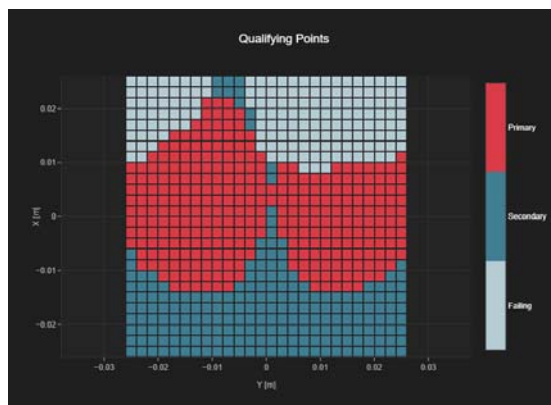 Qualifying Points
0.02
0.01
0
−0.01
−0.02
X [m]
−0.03
−0.02
−0.01
0
0.01
0.02
0.03
Y [m]
Primary
Secondary
Failing